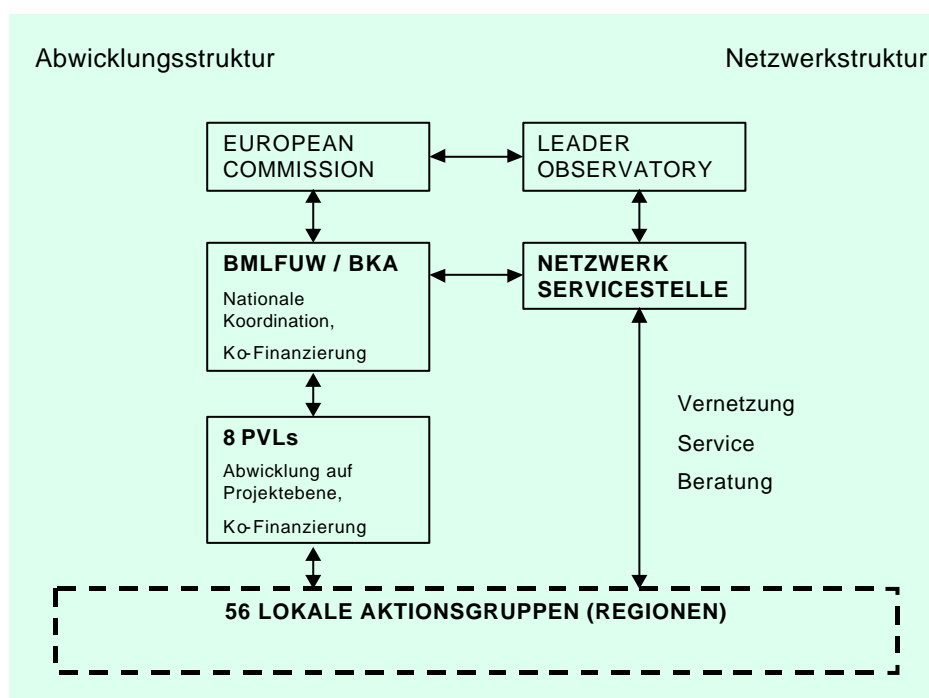 Abwicklungsstruktur
Netzwerkstruktur
EUROPEAN
COMMISSION
LEADER
OBSERVATORY
BMLFUW / BKA
Nationale
Koordination,
Ko-Finanzierung
NETZWERK
SERVICESTELLE
8 PVLs
Abwicklung auf
Projektebene,
Ko-Finanzierung
Vernetzung
Service
Beratung
56 LOKALE AKTIONSGRUPPEN (REGIONEN)